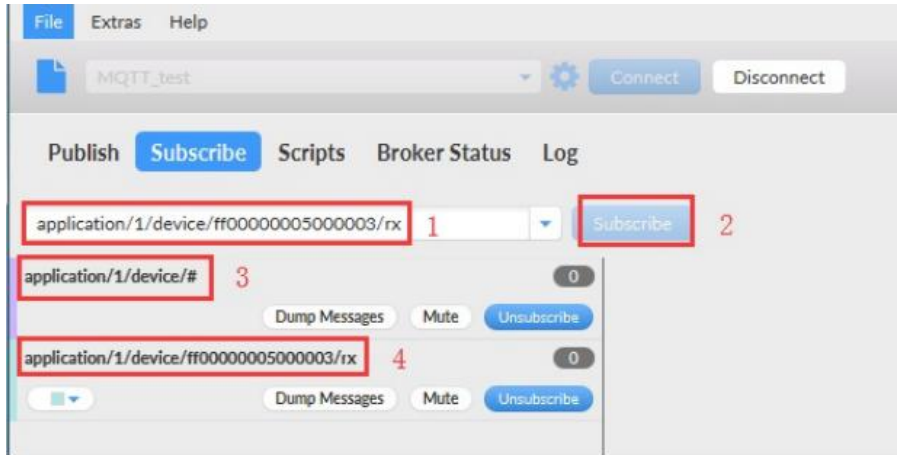 File Extras Help
MQTT_test Connect Disconnect
Publish Subscribe Scripts Broker Status Log
application/1/device/ff00000005000003/rx 1 Subscribe 2
application/1/device/# 3 0
Dump Messages Mute Unsubscribe
application/1/device/ff00000005000003/rx 4 0
Dump Messages Mute Unsubscribe